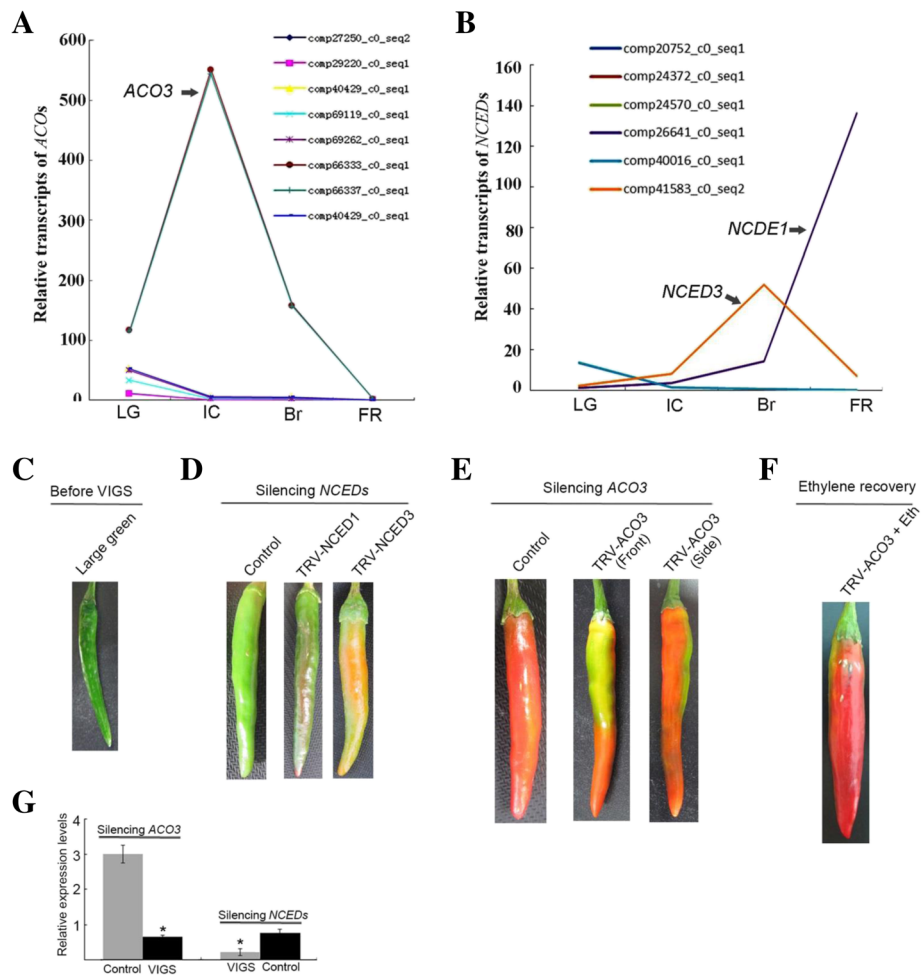 A
Relative transcripts of ACOs
600
500
400
300
200
100
0
LG
IC
Br
FR
ACO3
comp27250_c0_seq2
comp29220_c0_seq1
comp40429_c0_seq1
comp69119_c0_seq1
comp69262_c0_seq1
comp66333_c0_seq1
comp66337_c0_seq1
comp40429_c0_seq1
B
Relative transcripts of NCEDs
160
140
120
100
80
60
40
20
0
LG
IC
Br
FR
comp20752_c0_seq1
comp24372_c0_seq1
comp24570_c0_seq1
comp26641_c0_seq1
comp40016_c0_seq1
comp41583_c0_seq2
NCDE1
NCED3
C
Before VIGS
Large green
D
Silencing NCEDs
Control
TRV-NCED1
TRV-NCED3
E
Silencing ACO3
Control
TRV-ACO3
(Front)
TRV-ACO3
(Side)
F
Ethylene recovery
TRV-ACO3 + Eth
G
Relative expression levels
4
3
2
1
Silencing ACO3
*
Control
VIGS
Silencing NCEDs
*
VIGS
Control